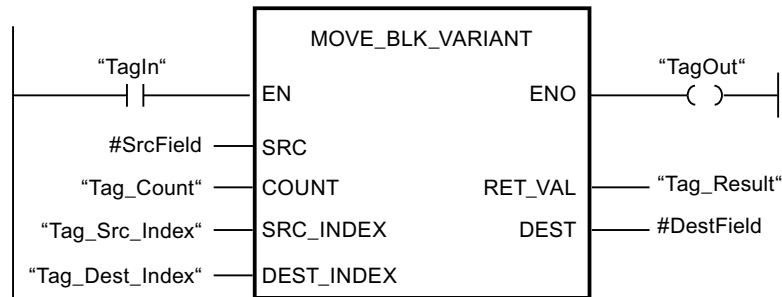 MOVE_BLK_VARIANT
“TagIn“ “TagOut“
EN ENO
#SrcField SRC
“Tag_Count“ COUNT RET_VAL “Tag_Result“
“Tag_Src_Index“ SRC_INDEX DEST #DestField
“Tag_Dest_Index“ DEST_INDEX